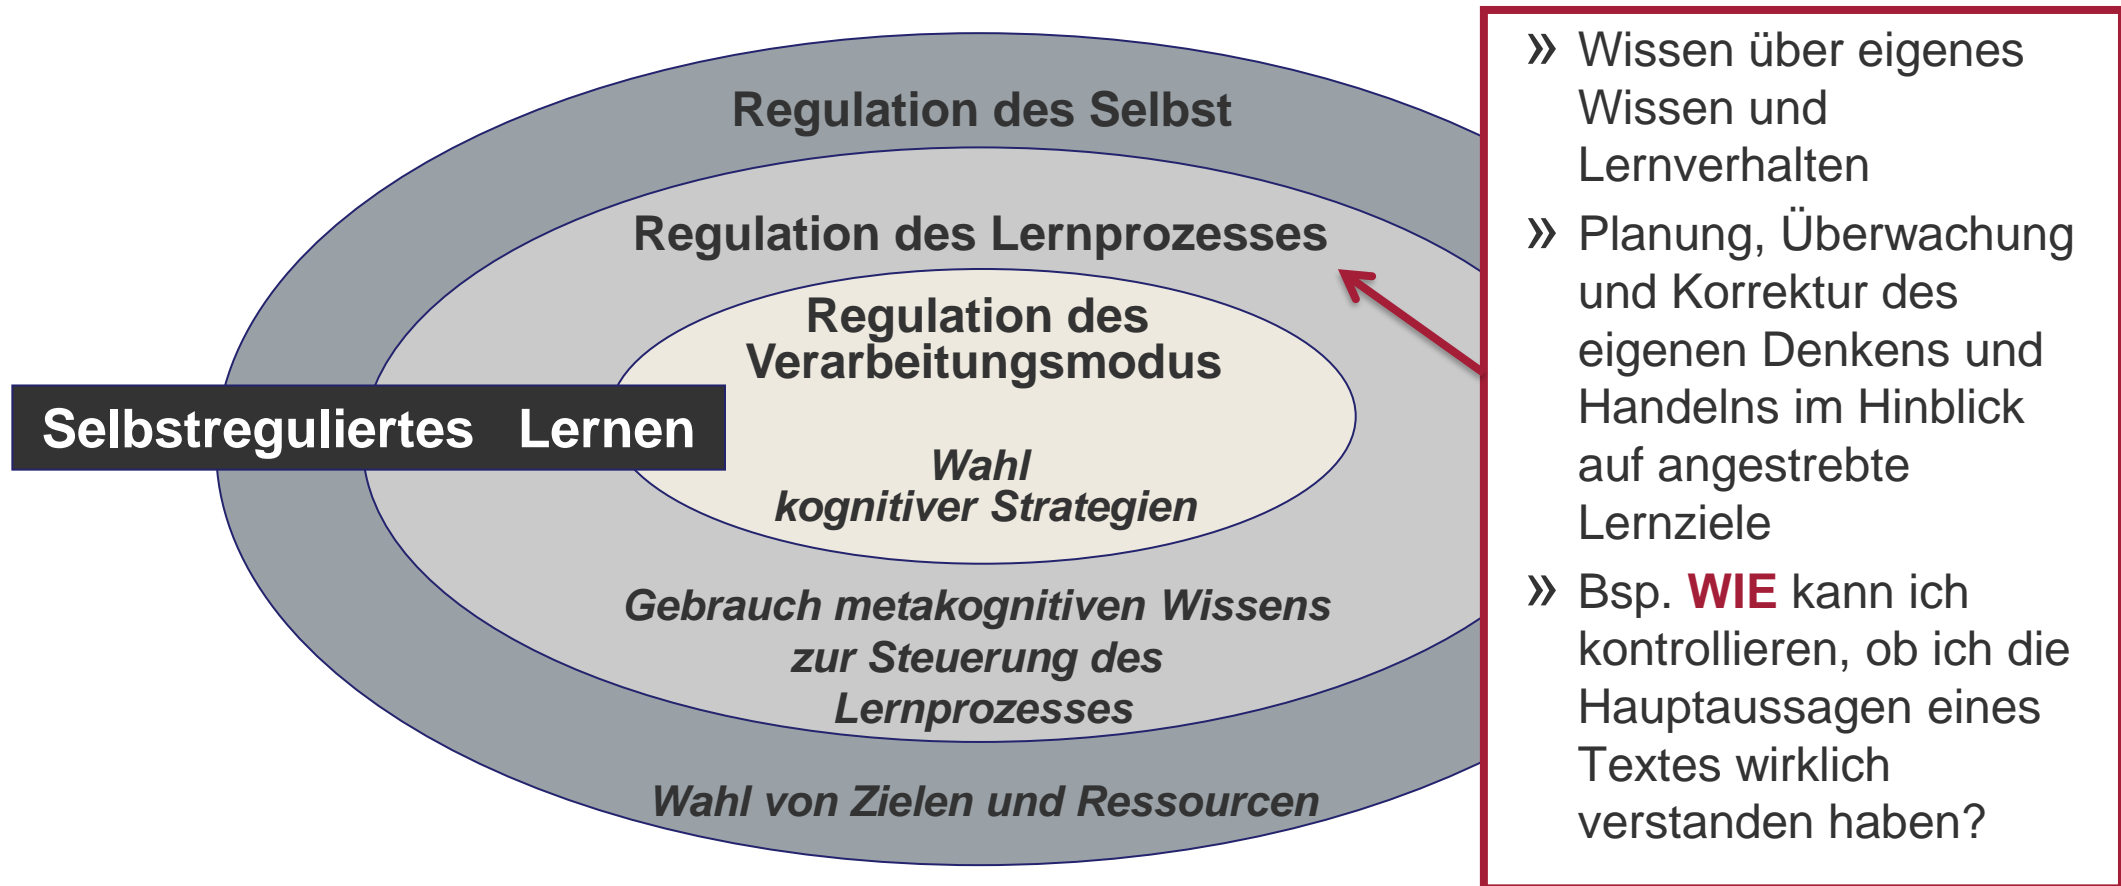 Regulation des Selbst
Regulation des Lernprozesses
Regulation des
Verarbeitungsmodus
Selbstreguliertes Lernen
Wahl
kognitiver Strategien
Gebrauch metakognitiven Wissens
zur Steuerung des
Lernprozesses
Wahl von Zielen und Ressourcen
» Wissen über eigenes
Wissen und
Lernverhalten
» Planung, Überwachung
und Korrektur des
eigenen Denkens und
Handelns im Hinblick
auf angestrebte
Lernziele
» Bsp. WIE kann ich
kontrollieren, ob ich die
Hauptaussagen eines
Textes wirklich
verstanden haben?